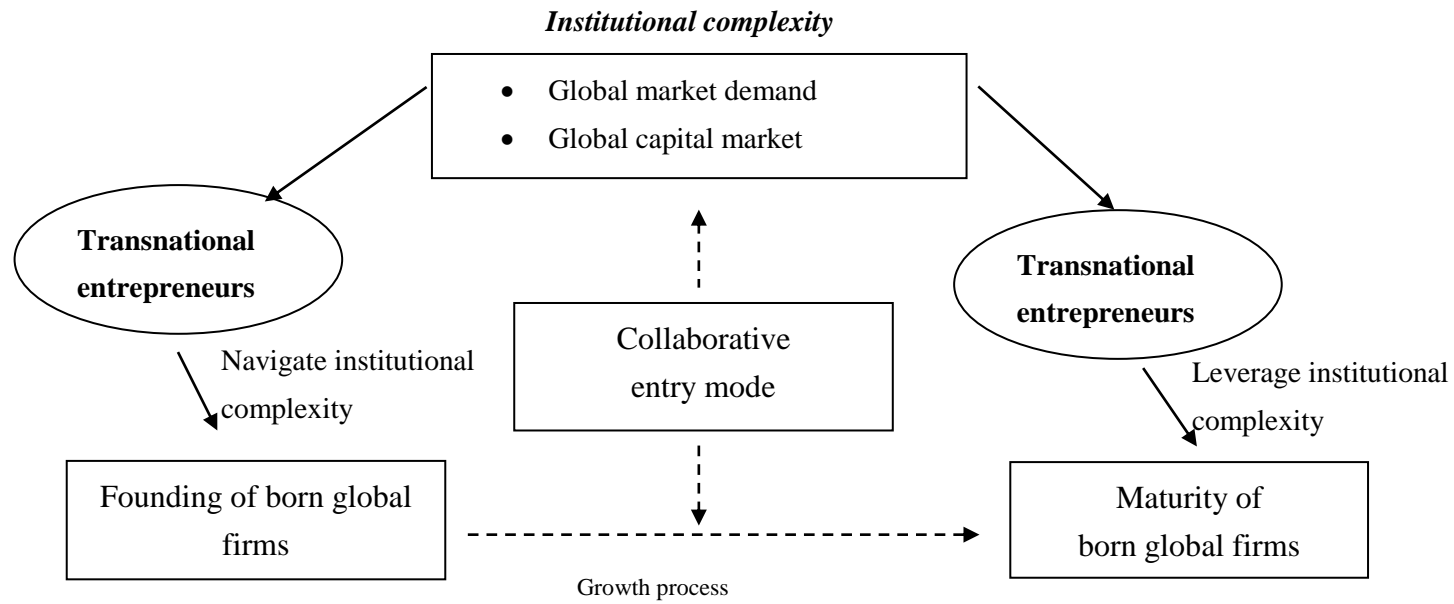 Institutional complexity
• Global market demand
• Global capital market
Transnational
entrepreneurs
Transnational
entrepreneurs
Navigate institutional
complexity
Collaborative
entry mode
Leverage institutional
complexity
Founding of born global
firms
Maturity of
born global firms
Growth process